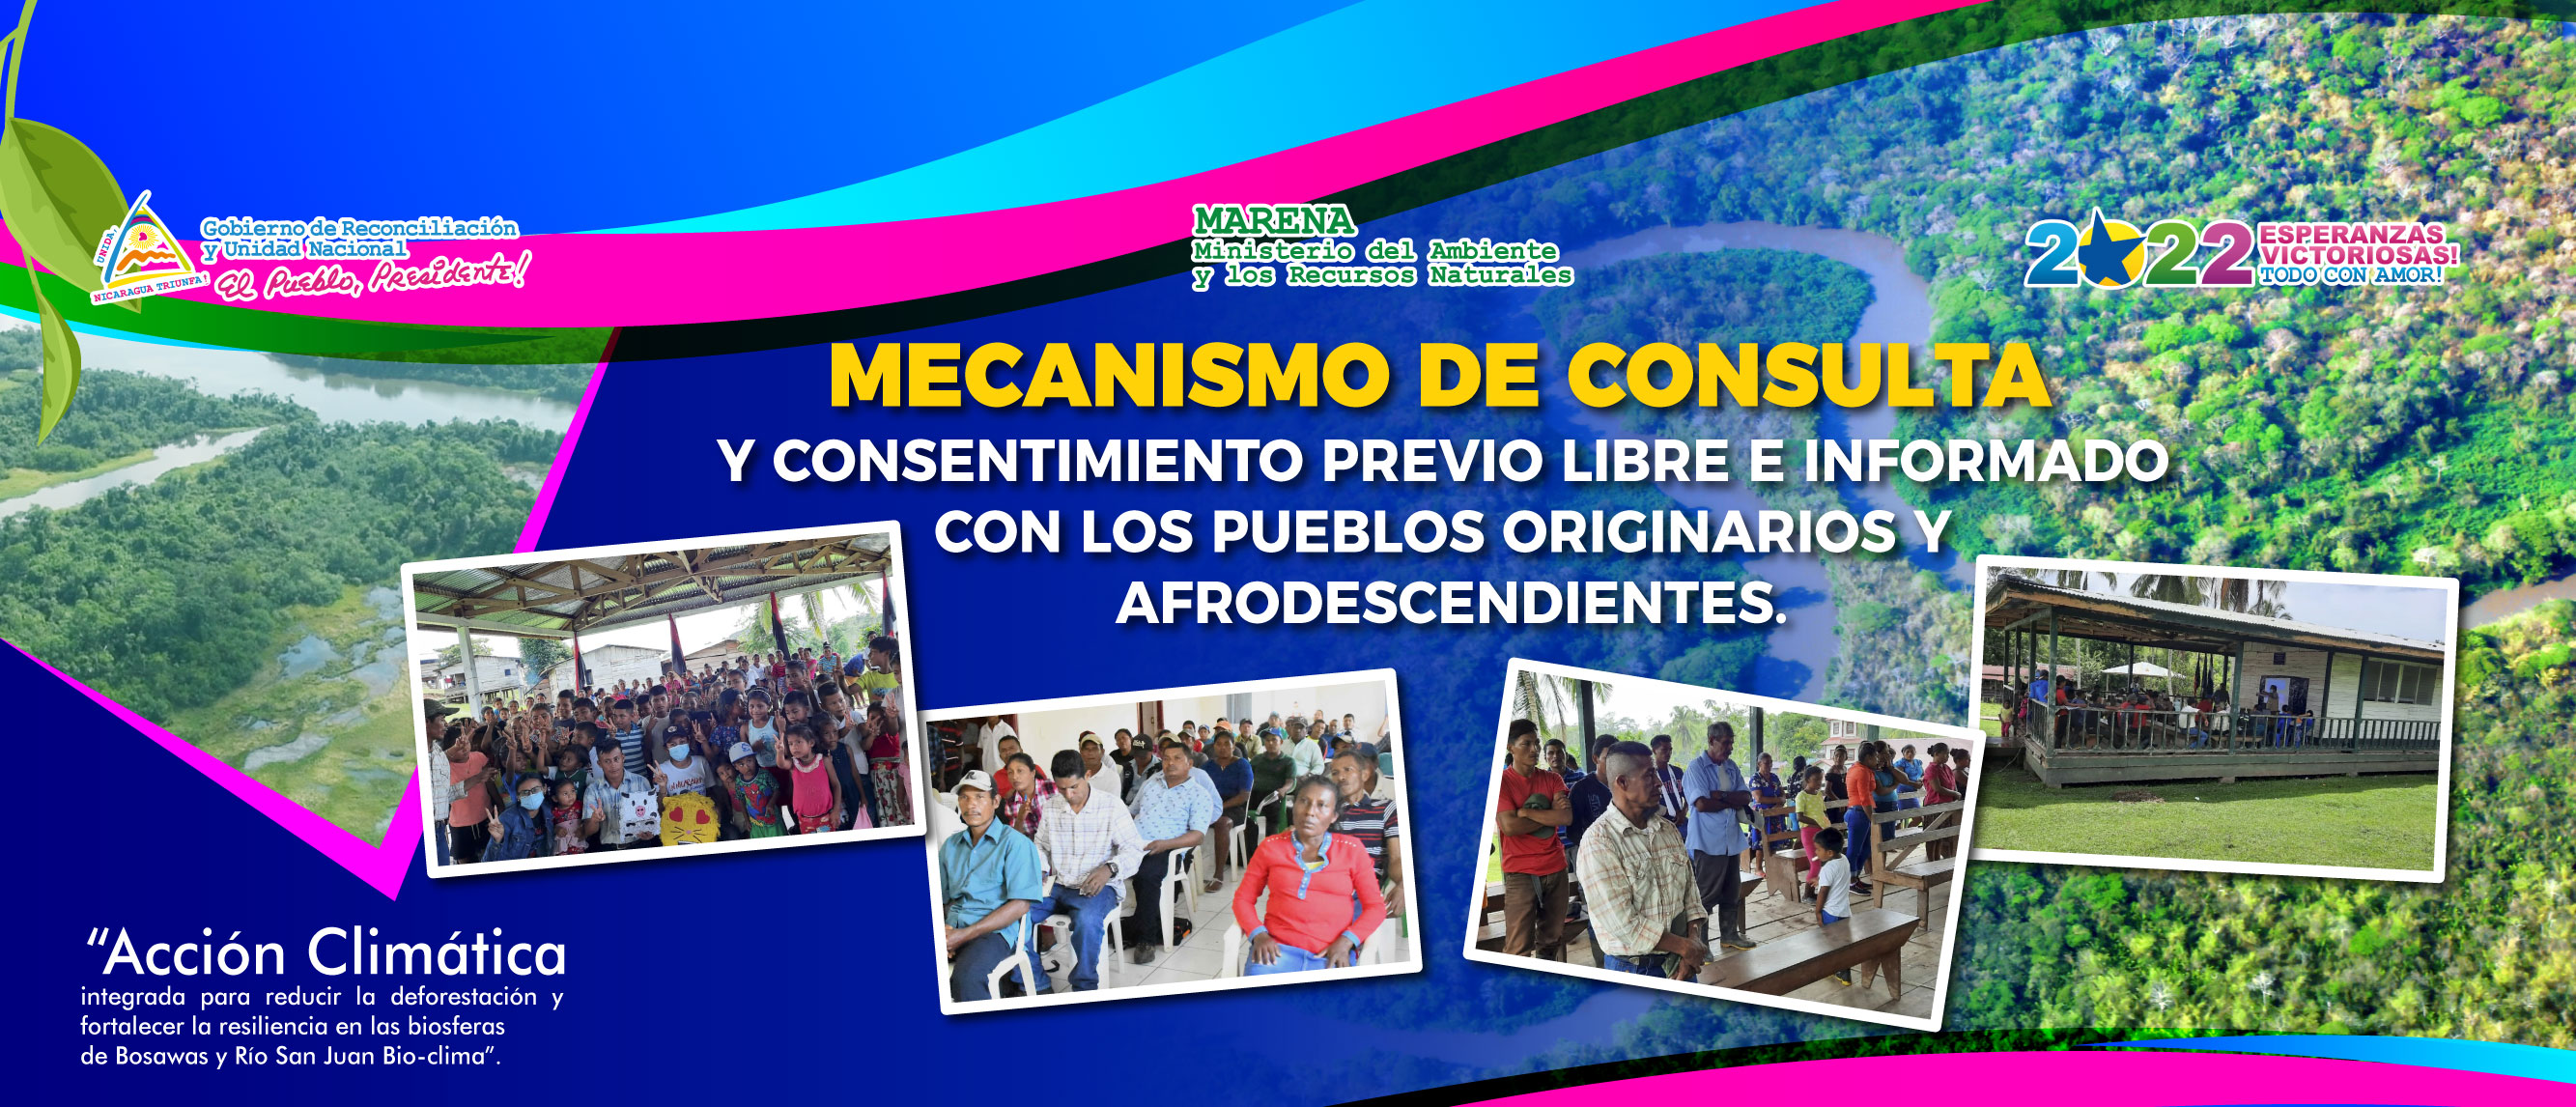 UNIDA,
NICARAGUA TRIUNFA!
Gobierno de Reconciliación
y Unidad Nacional
El Pueblo, Presidente!
MARENA
Ministerio del Ambiente
y los Recursos Naturales
2022
ESPERANZAS
VICTORIOSAS!
TODO CON AMOR!
MECANISMO DE CONSULTA
Y CONSENTIMIENTO PREVIO LIBRE E INFORMADO
CON LOS PUEBLOS ORIGINARIOS Y
AFRODESCENDIENTES.
“Acción Climática
integrada para reducir la deforestación y
fortalecer la resiliencia en las biosferas
de Bosawas y Río San Juan Bio-clima”.